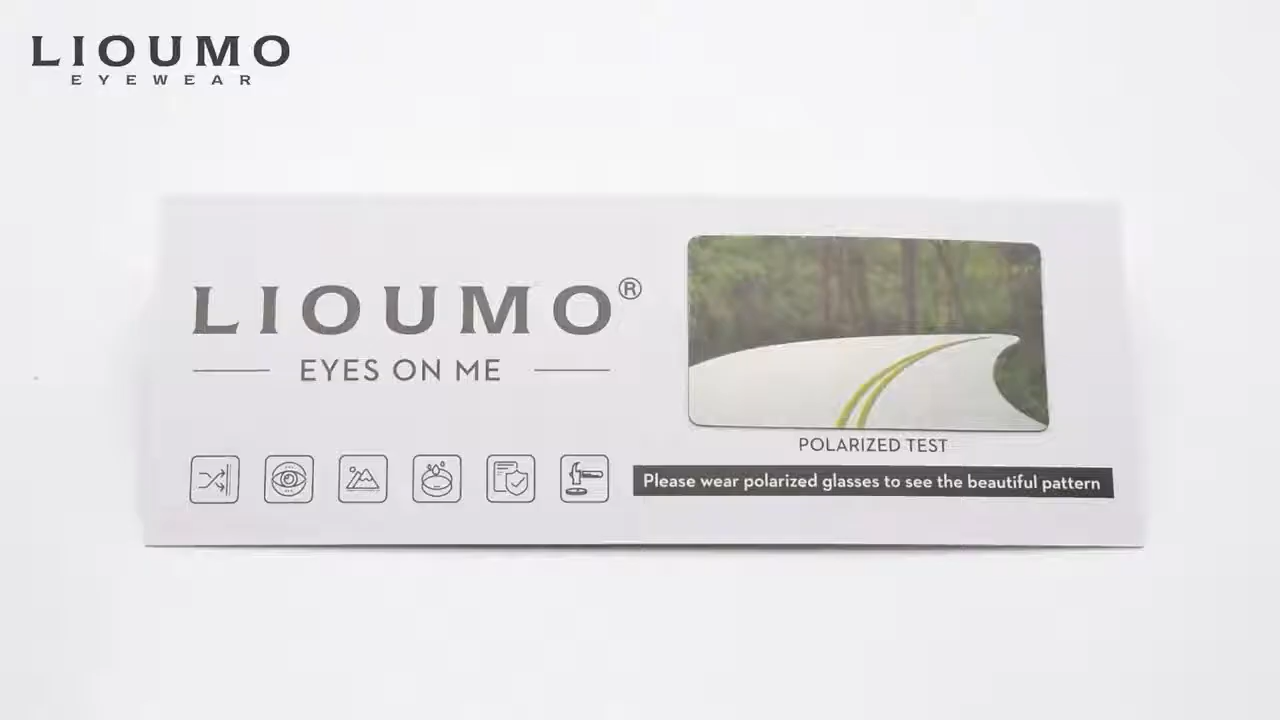 LIOUMO
EYEWEAR
LIOUMO®
EYES ON ME
POLARIZED TEST
Please wear polarized glasses to see the beautiful pattern